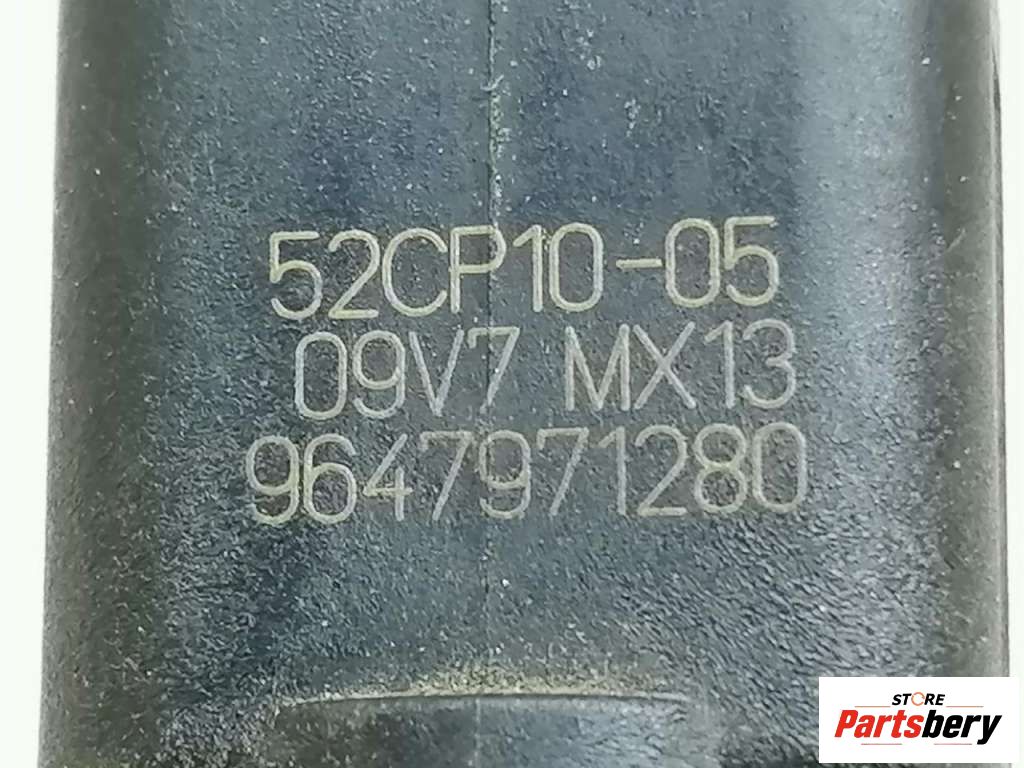 52CP10-05
09V7 MX13
9647971280
STORE
Partsbery